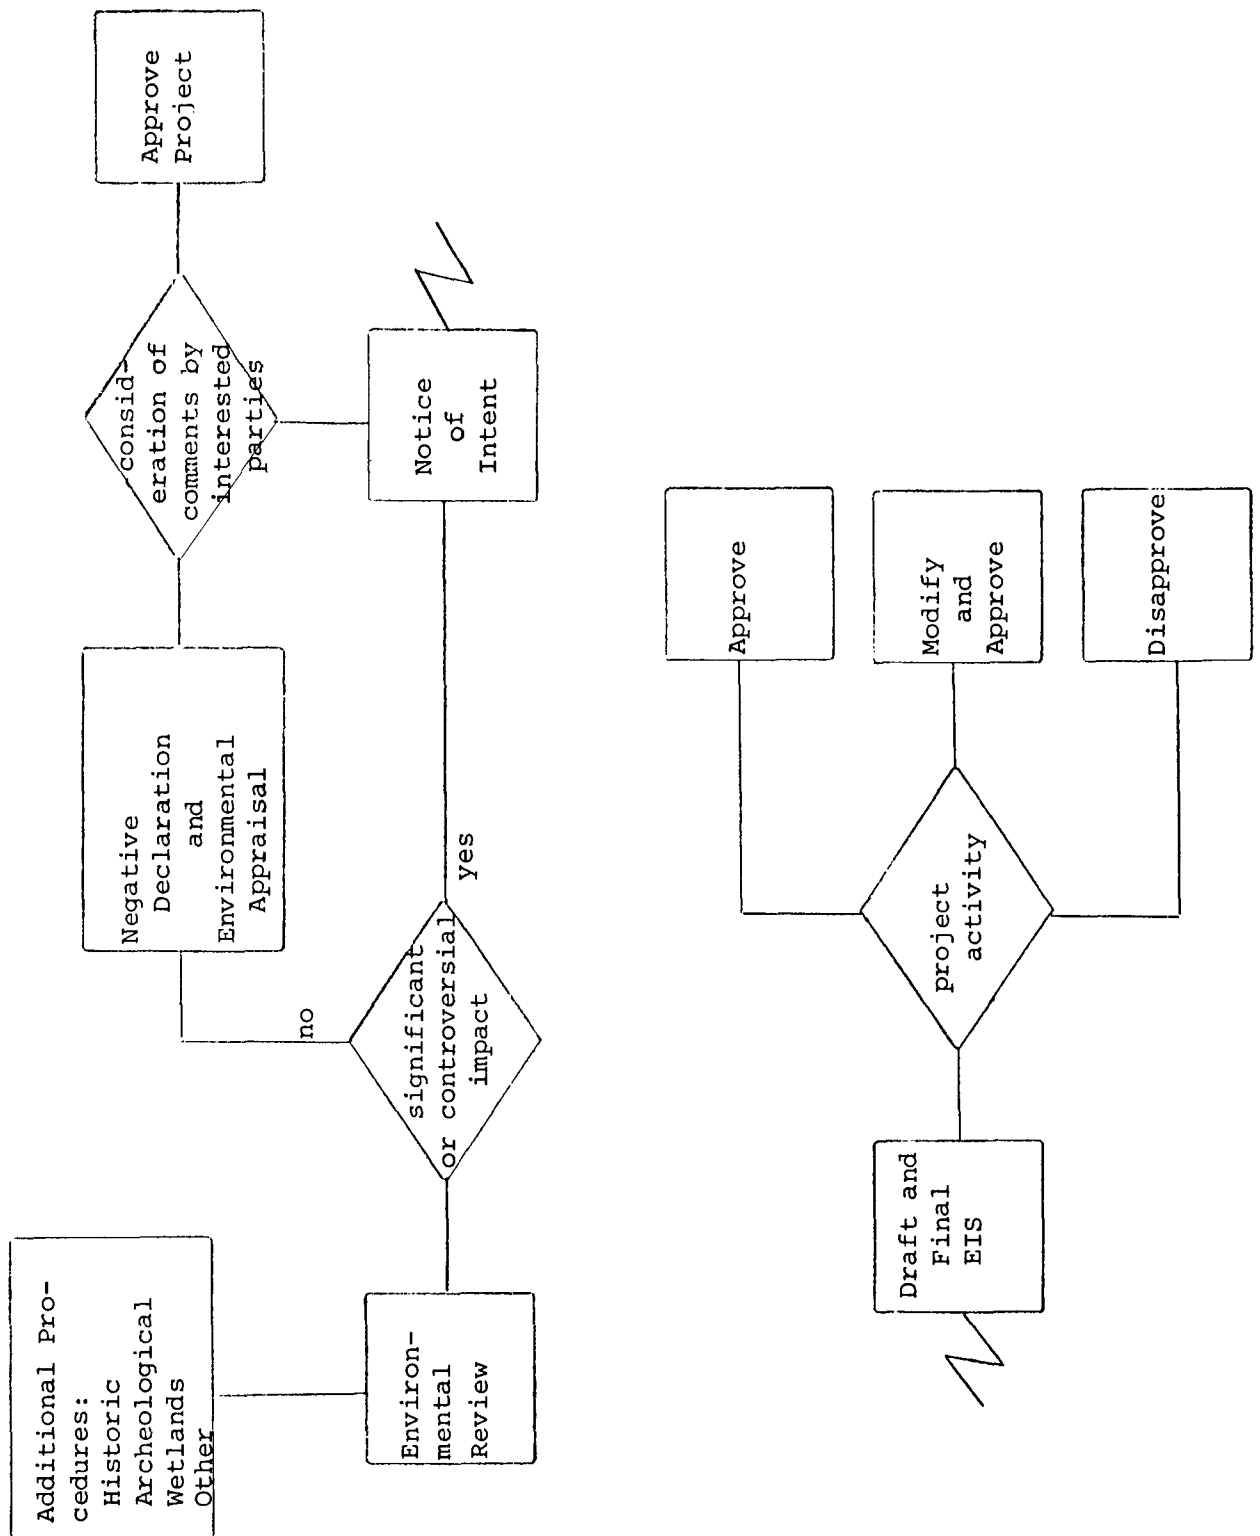 Additional Pro-
cedures:
Historic
Archeological
Wetlands
Other
Environ-
mental
Review
significant
or controversial
impact
no
yes
Negative
Declaration
and
Environmental
Appraisal
consid-
eration of
comments by
interested
parties
Approve
Project
Notice
of
Intent
Draft and
Final
EIS
project
activity
Approve
Modify
and
Approve
Disapprove